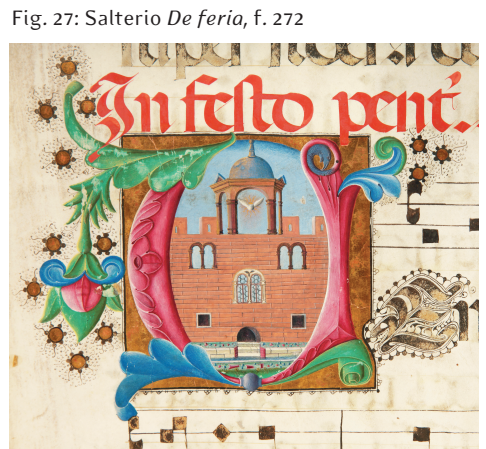 Fig. 27: Salterio De feria, f. 272
In festo pent̾..